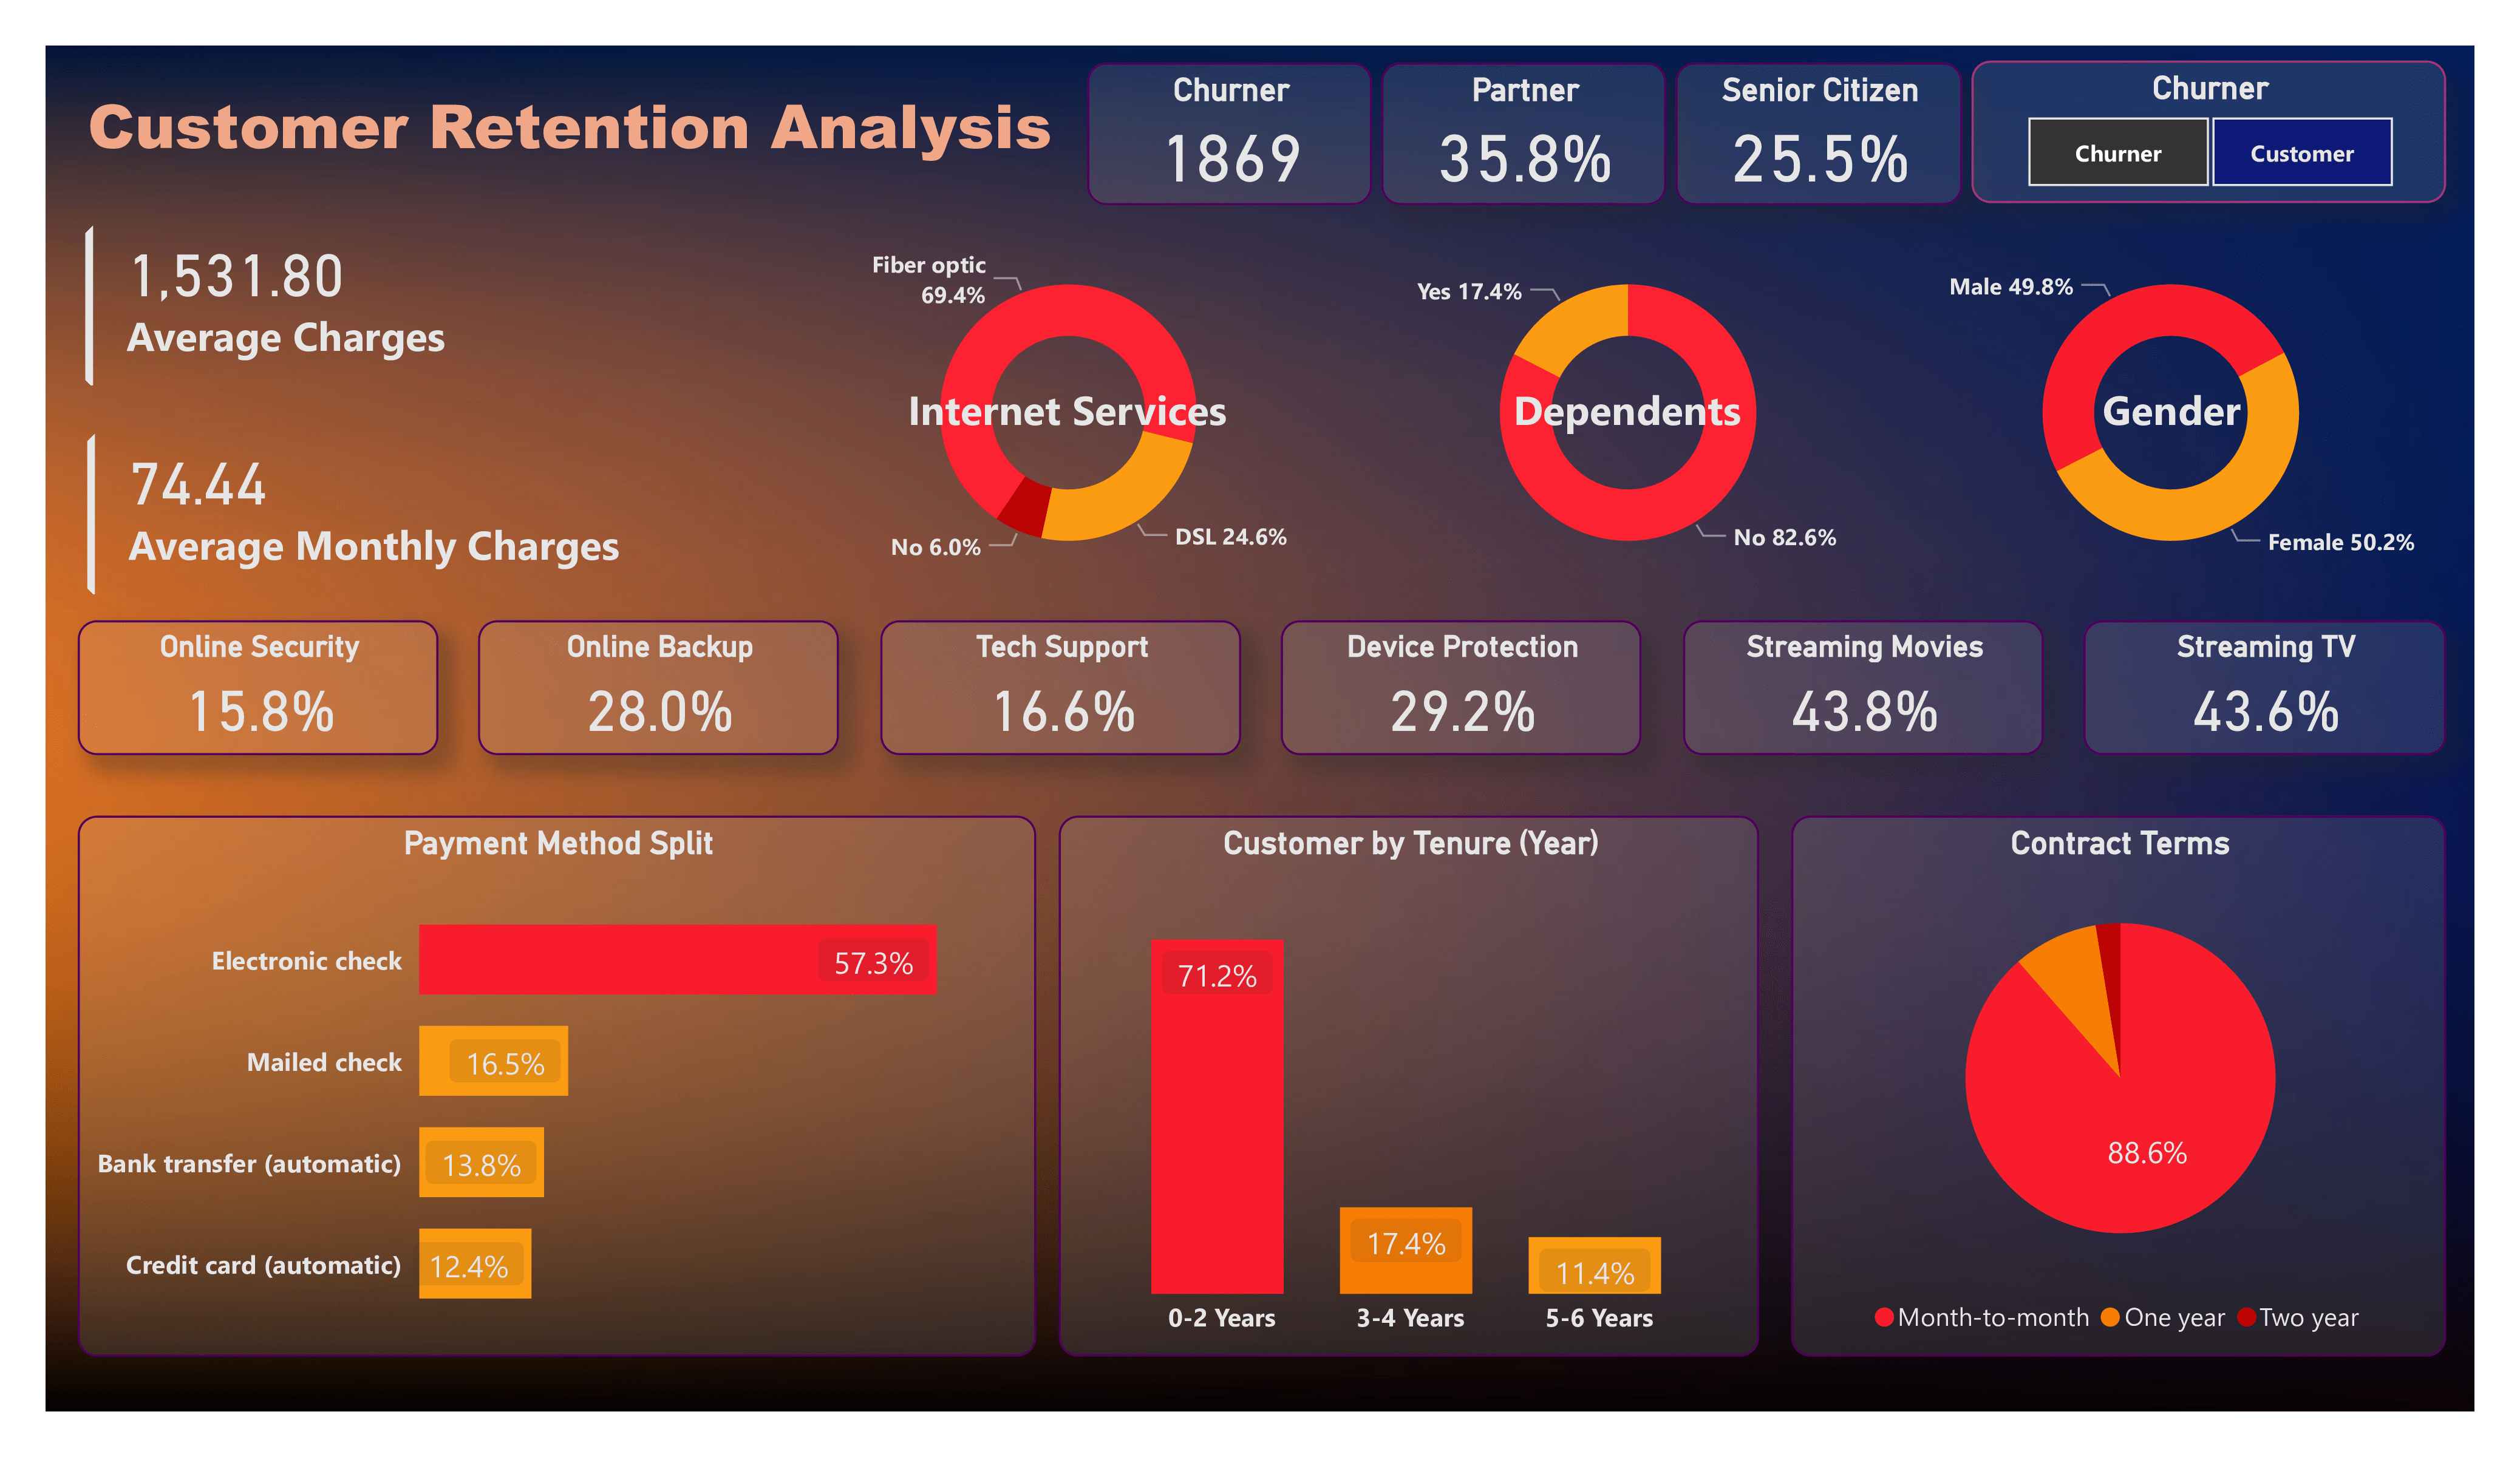 Customer Retention Analysis
Churner
1869
Partner
35.8%
Senior Citizen
25.5%
Churner
Churner
Customer
1,531.80
Average Charges
74.44
Average Monthly Charges
Fiber optic
69.4%
Internet Services
No 6.0%
DSL 24.6%
Yes 17.4%
Dependents
No 82.6%
Male 49.8%
Gender
Female 50.2%
Online Security
15.8%
Online Backup
28.0%
Tech Support
16.6%
Device Protection
29.2%
Streaming Movies
43.8%
Streaming TV
43.6%
Payment Method Split
Electronic check
57.3%
Mailed check
16.5%
Bank transfer (automatic)
13.8%
Credit card (automatic)
12.4%
Customer by Tenure (Year)
71.2%
17.4%
11.4%
0-2 Years
3-4 Years
5-6 Years
Contract Terms
88.6%
Month-to-month
One year
Two year